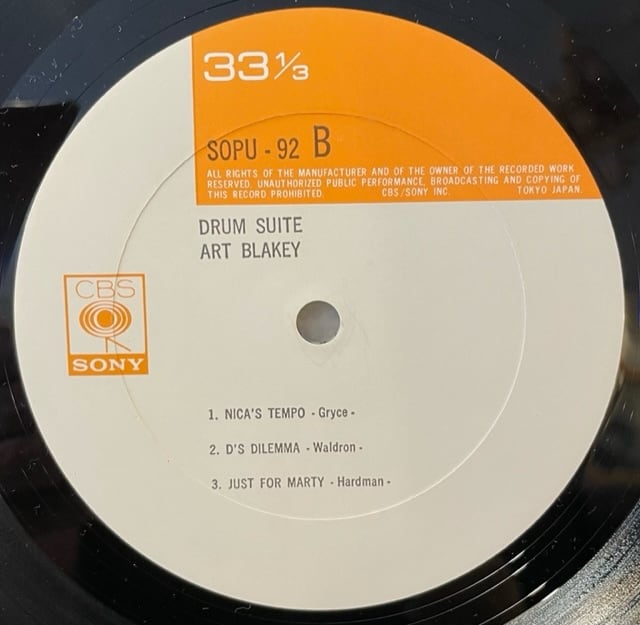 33 1/3
SOPU - 92 B
ALL RIGHTS OF THE MANUFACTURER AND OF THE OWNER OF THE RECORDED WORK
RESERVED. UNAUTHORIZED PUBLIC PERFORMANCE, BROADCASTING AND COPYING OF
THIS RECORD PROHIBITED. CBS/SONY INC. TOKYO JAPAN.
DRUM SUITE
ART BLAKEY
CBS
SONY
1. NICA'S TEMPO - Gryce -
2. D'S DILEMMA - Waldron -
3. JUST FOR MARTY - Hardman -